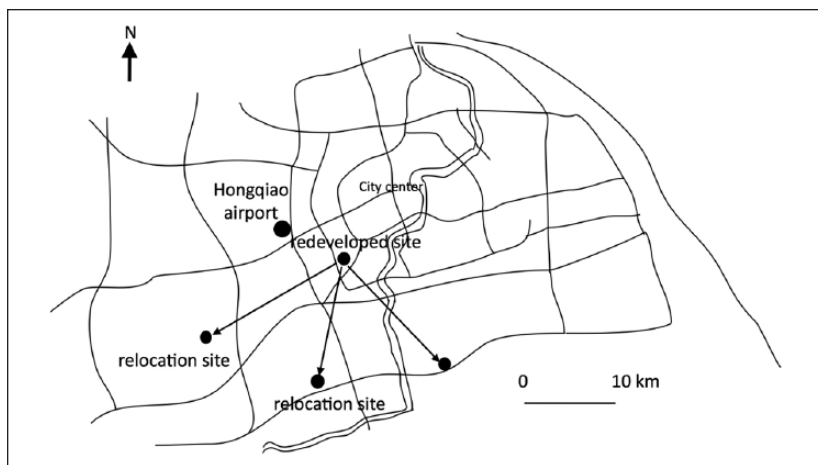 N
City center
Hongqiao
airport
redeveloped site
relocation site
relocation site
0 10 km